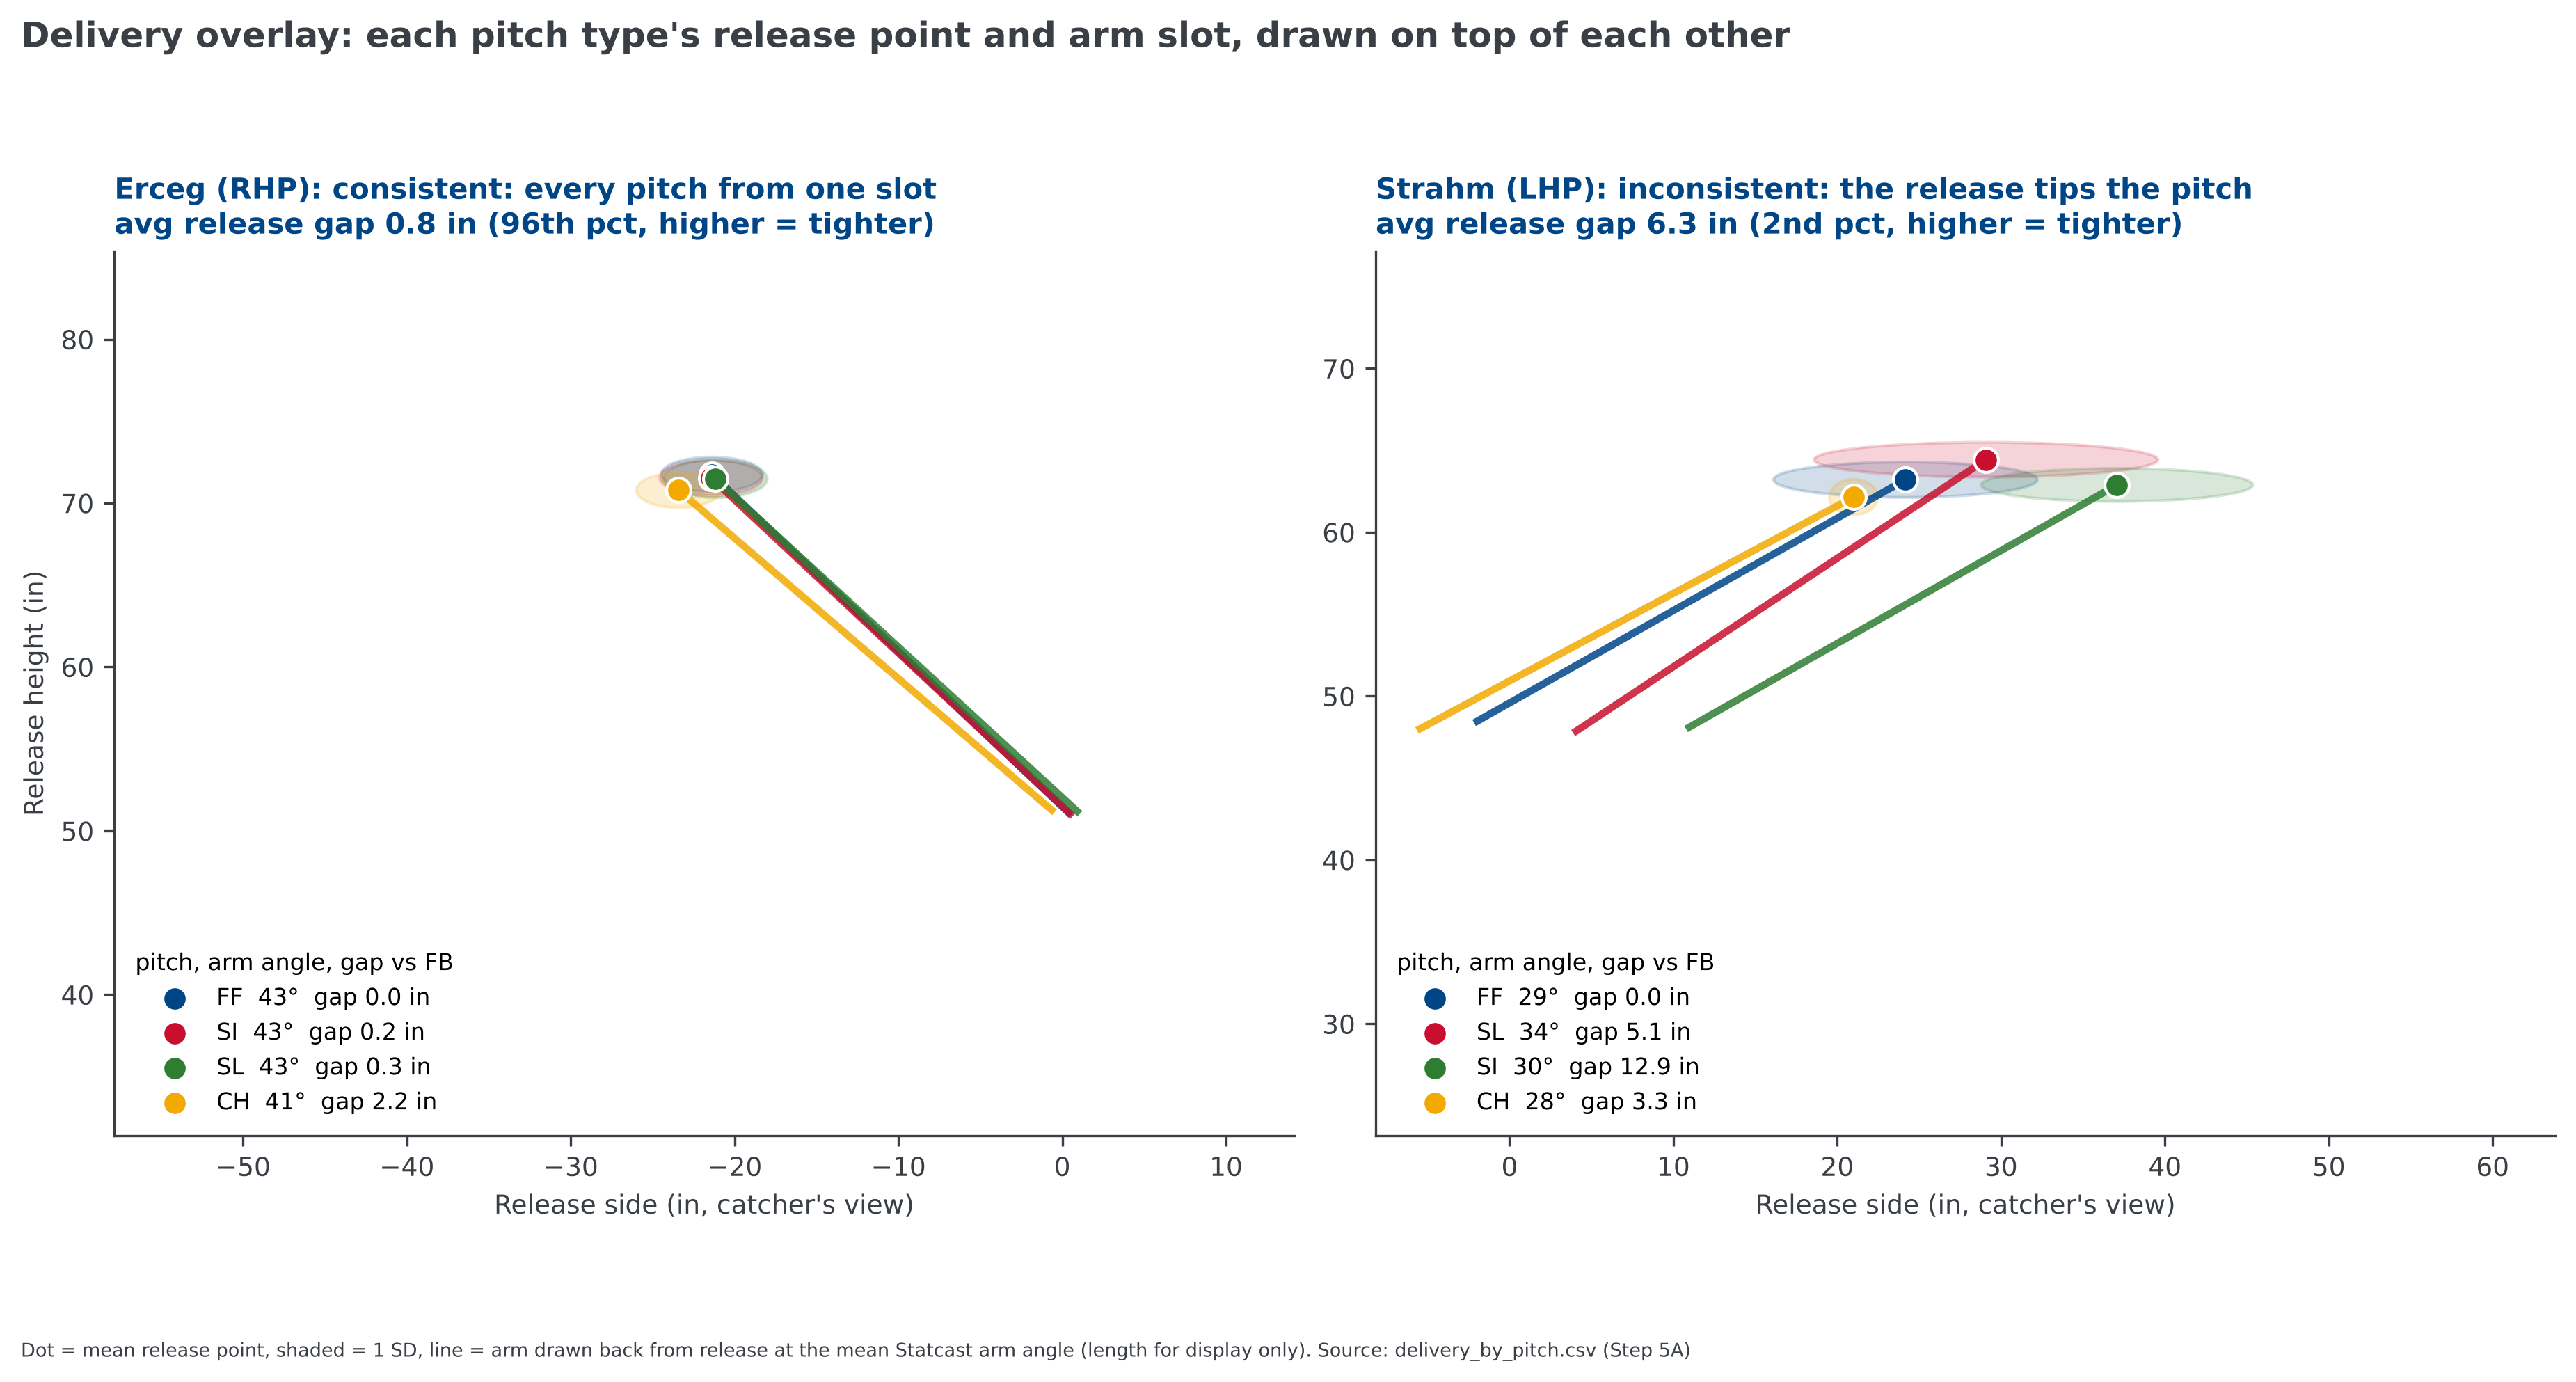 Delivery overlay: each pitch type's release point and arm slot, drawn on top of each other
Erceg (RHP): consistent: every pitch from one slot
avg release gap 0.8 in (96th pct, higher = tighter)
Release height (in)
80
70
60
50
40
pitch, arm angle, gap vs FB
FF 43° gap 0.0 in
SI 43° gap 0.2 in
SL 43° gap 0.3 in
CH 41° gap 2.2 in
−50 −40 −30 −20 −10 0 10
Release side (in, catcher's view)
Strahm (LHP): inconsistent: the release tips the pitch
avg release gap 6.3 in (2nd pct, higher = tighter)
70
60
50
40
30
pitch, arm angle, gap vs FB
FF 29° gap 0.0 in
SL 34° gap 5.1 in
SI 30° gap 12.9 in
CH 28° gap 3.3 in
0 10 20 30 40 50 60
Release side (in, catcher's view)
Dot = mean release point, shaded = 1 SD, line = arm drawn back from release at the mean Statcast arm angle (length for display only). Source: delivery_by_pitch.csv (Step 5A)